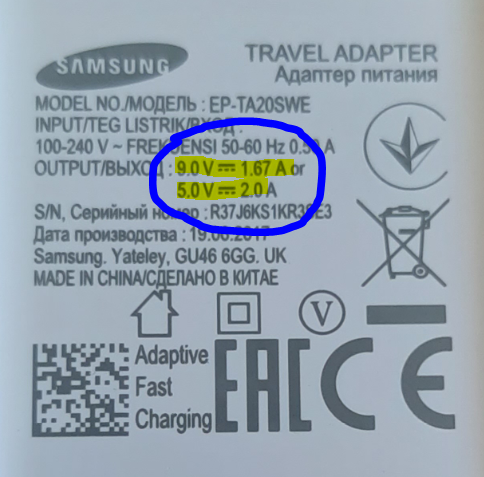 SAMSUNG
TRAVEL ADAPTER
Адаптер питания
MODEL NO./МОДЕЛЬ : EP-TA20SWE
INPUT/TEG LISTRIK/ВХОД :
100-240 V ~ FREKUENSI 50-60 Hz 0.50 A
OUTPUT/ВЫХОД : 9.0 V ⎓ 1.67 A or
5.0 V ⎓ 2.0 A
S/N, Серийный номер : R37J6KS1KR3SE3
Дата производства : 19.06.2017
Samsung. Yateley, GU46 6GG. UK
MADE IN CHINA/СДЕЛАНО В КИТАЕ
V
Adaptive
Fast
Charging
EAC CE